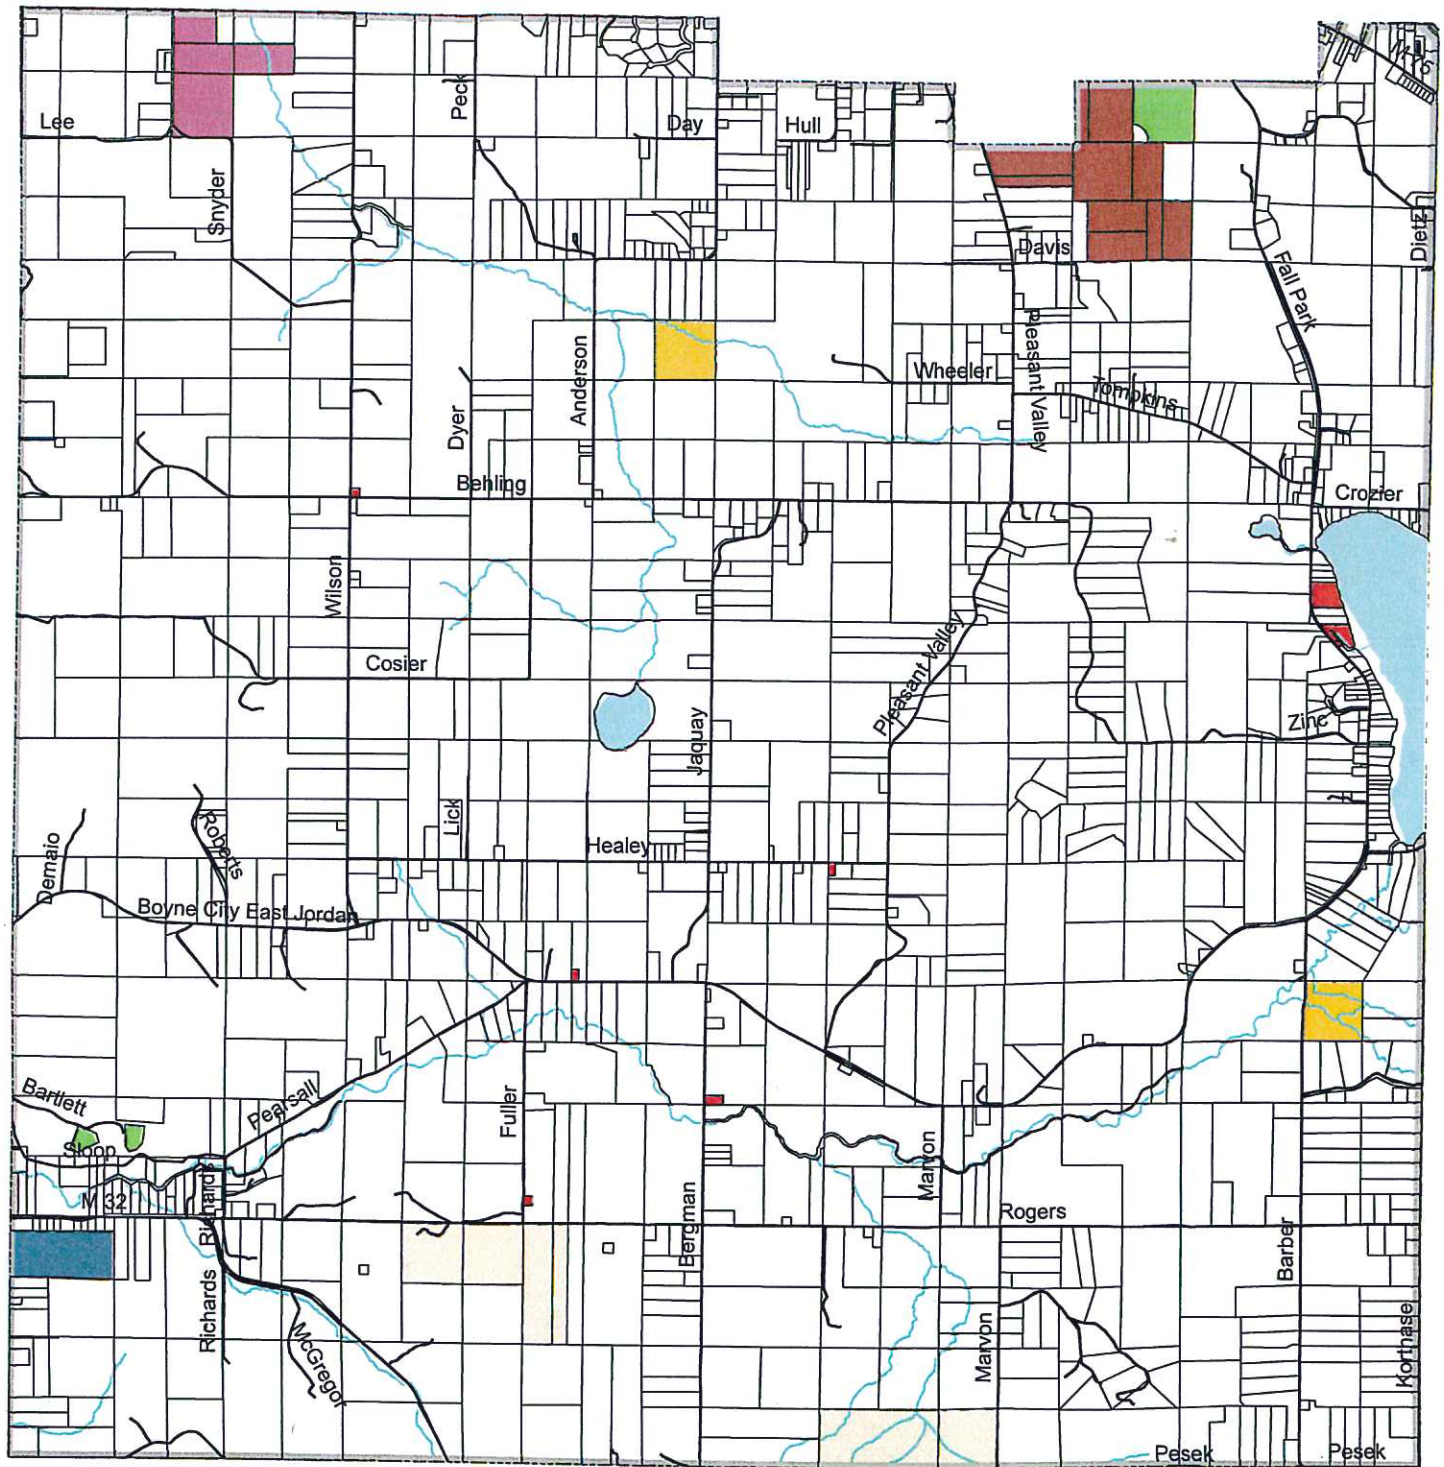 M 75
Lee
Peck
Day
Hull
Snyder
Davis
Dietz
Fall Park
Pleasant Valley
Anderson
Wheeler
Tompkins
Dyer
Behling
Crozier
Wilson
Cosier
Pleasant Valley
Jaquay
Zinc
Lick
Roberts
Healey
Demaio
Boyne City East Jordan
Bartlett
Pearsall
Fuller
Sloop
Marvon
M 32
Richards
Bergman
Rogers
Barber
Richards
McGregor
Marvon
Korthase
Pesek
Pesek